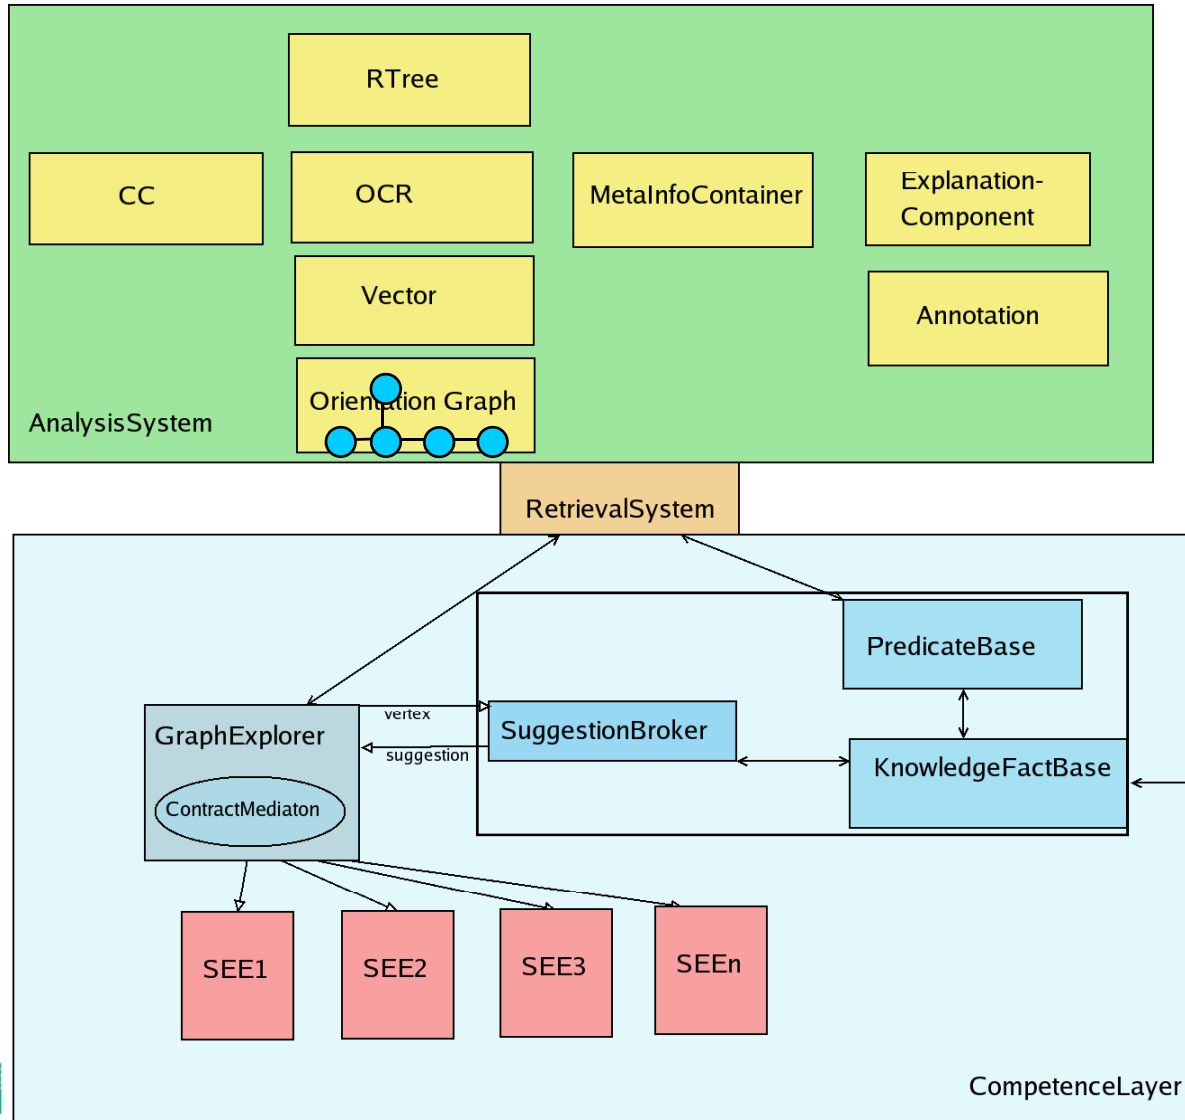 RTree
CC
OCR
MetaInfoContainer
Explanation-
Component
Vector
Annotation
Orientation Graph
AnalysisSystem
RetrievalSystem
PredicateBase
vertex
GraphExplorer
SuggestionBroker
suggestion
KnowledgeFactBase
ContractMediaton
SEE1
SEE2
SEE3
SEEn
CompetenceLayer